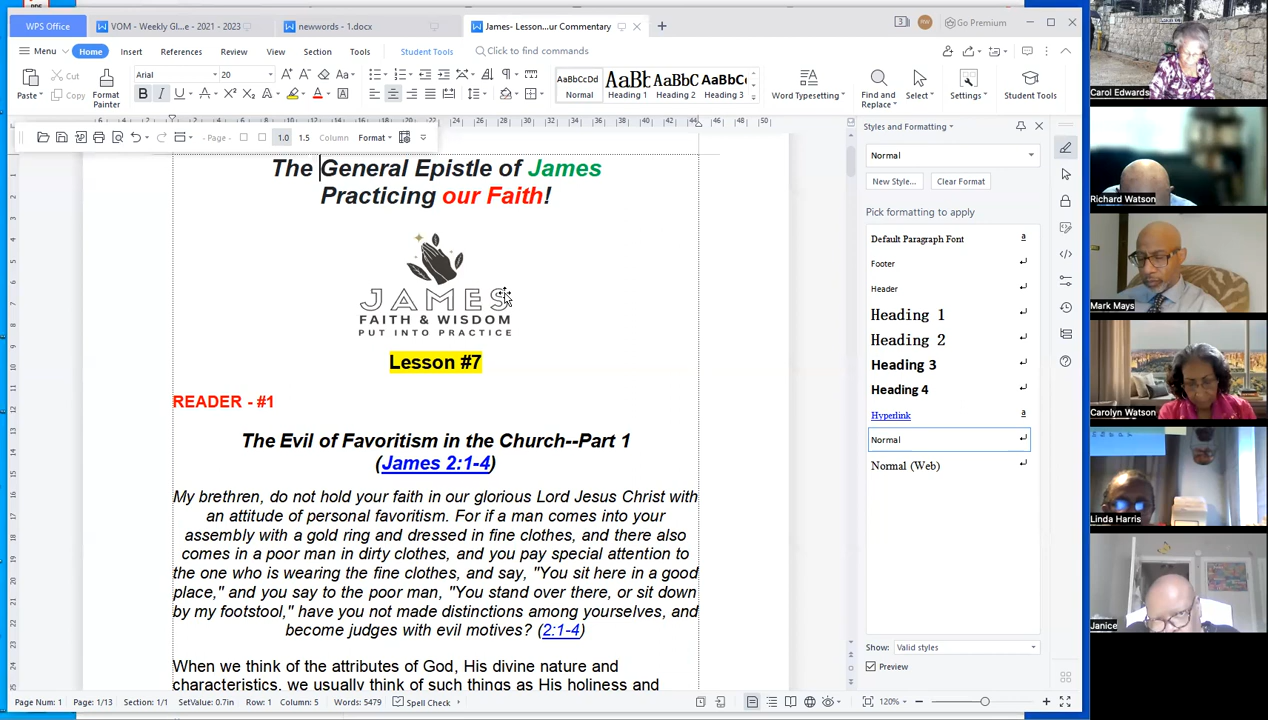 WPS Office
VOM - Weekly Gl...e - 2021 - 2023
newwords - 1.docx
James- Lesson...ur Commentary
Go Premium
Menu
Home
Insert
References
Review
View
Section
Tools
Student Tools
Click to find commands
Paste
Cut
Copy
Format Painter
Arial
20
AaBbCcDd
Normal
AaBb
Heading 1
AaBbC
Heading 2
AaBbCc
Heading 3
Word Typesetting
Find and Replace
Select
Settings
Student Tools
- Page -
1.0
1.5
Column
Format
The General Epistle of James
Practicing our Faith!
JAMES
FAITH & WISDOM
PUT INTO PRACTICE
Lesson #7
READER - #1
The Evil of Favoritism in the Church--Part 1
(James 2:1-4)
My brethren, do not hold your faith in our glorious Lord Jesus Christ with
an attitude of personal favoritism. For if a man comes into your
assembly with a gold ring and dressed in fine clothes, and there also
comes in a poor man in dirty clothes, and you pay special attention to
the one who is wearing the fine clothes, and say, "You sit here in a good
place," and you say to the poor man, "You stand over there, or sit down
by my footstool," have you not made distinctions among yourselves, and
become judges with evil motives? (2:1-4)
When we think of the attributes of God, His divine nature and
characteristics, we usually think of such things as His holiness and
Styles and Formatting
Normal
New Style...
Clear Format
Pick formatting to apply
Default Paragraph Font
Footer
Header
Heading 1
Heading 2
Heading 3
Heading 4
Hyperlink
Normal
Normal (Web)
Show:
Valid styles
Preview
Page Num: 1
Page: 1/13
Section: 1/1
SetValue: 0.7in
Row: 1
Column: 5
Words: 5479
Spell Check
120%
Carol Edwards
Richard Watson
Mark Mays
Carolyn Watson
Linda Harris
Janice